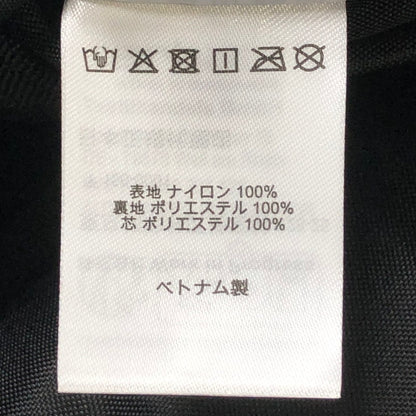 表地 ナイロン 100%
裏地 ポリエステル 100%
芯 ポリエステル 100%
ベトナム製